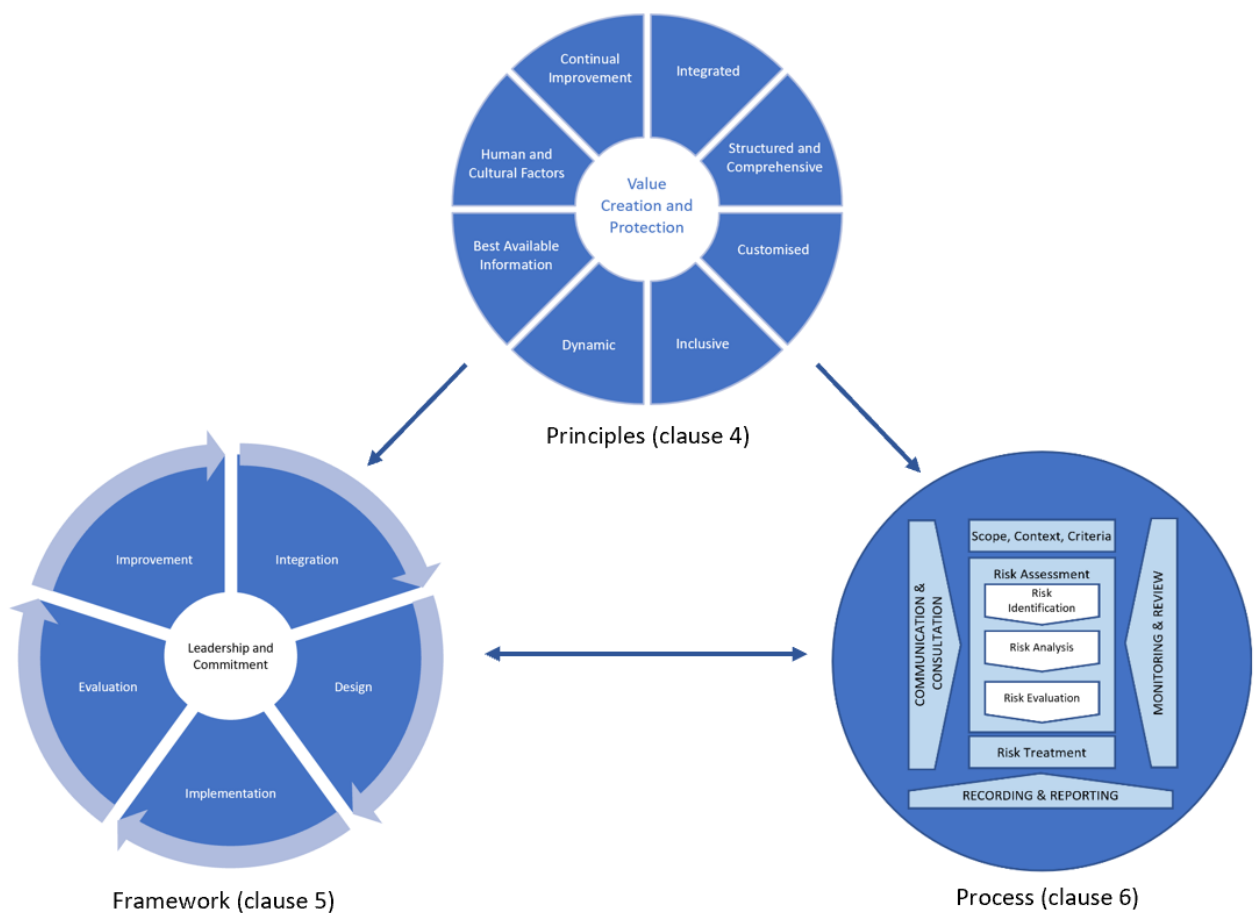 Continual
Improvement
Integrated
Structured and
Comprehensive
Customised
Inclusive
Dynamic
Best Available
Information
Human and
Cultural Factors
Value
Creation and
Protection
Principles (clause 4)
Improvement
Integration
Design
Implementation
Evaluation
Leadership and
Commitment
Framework (clause 5)
Scope, Context, Criteria
Risk Assessment
Risk
Identification
Risk Analysis
Risk Evaluation
Risk Treatment
COMMUNICATION &
CONSULTATION
MONITORING & REVIEW
RECORDING & REPORTING
Process (clause 6)